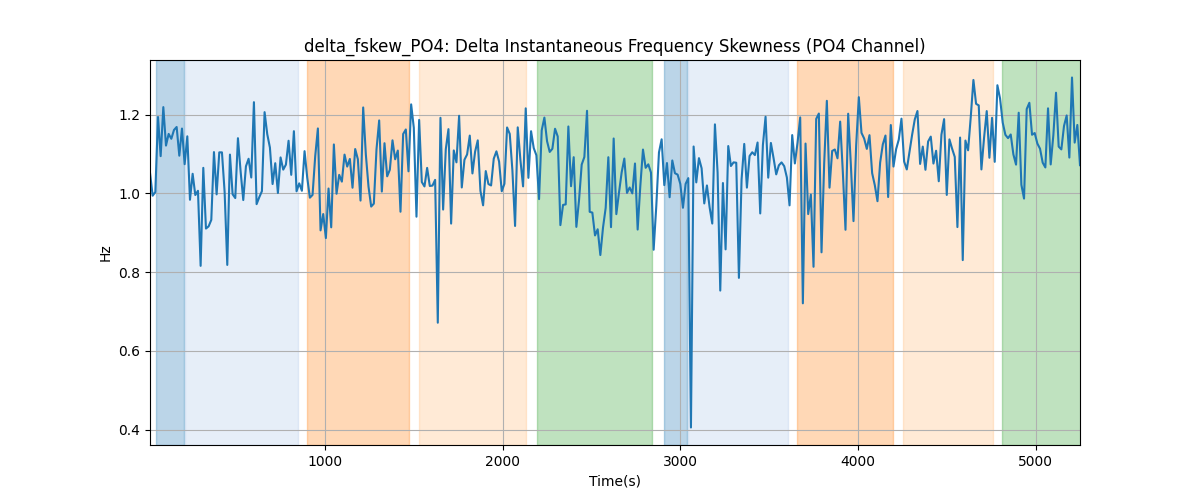 delta_fskew_PO4: Delta Instantaneous Frequency Skewness (PO4 Channel)
Hz
1.2
1.0
0.8
0.6
0.4
1000 2000 3000 4000 5000
Time(s)